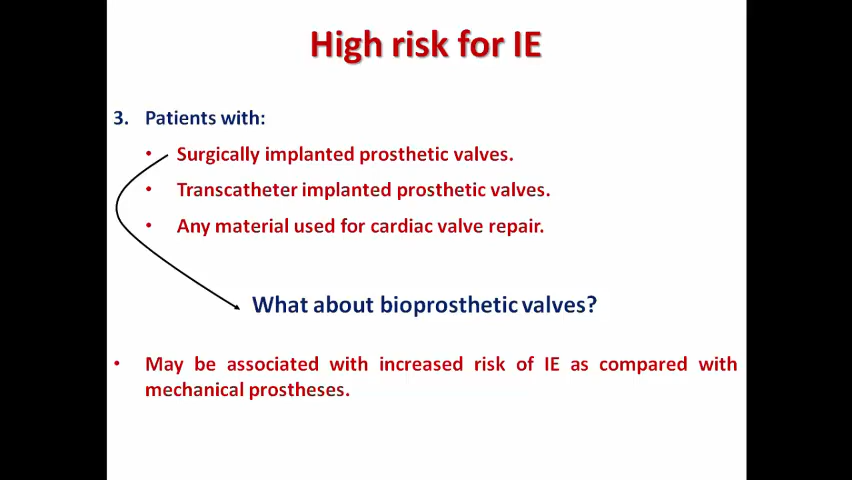 High risk for IE
3. Patients with:
• Surgically implanted prosthetic valves.
• Transcatheter implanted prosthetic valves.
• Any material used for cardiac valve repair.
What about bioprosthetic valves?
• May be associated with increased risk of IE as compared with
mechanical prostheses.